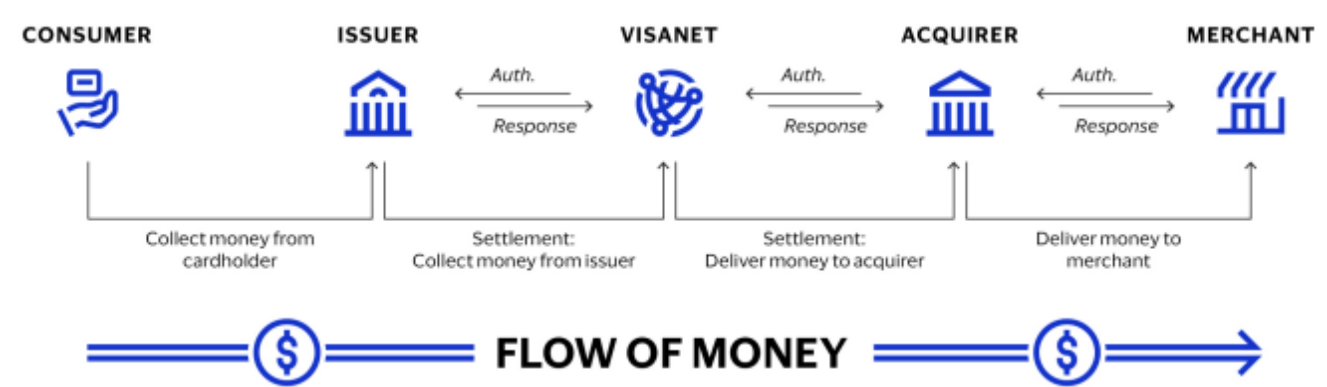 CONSUMER
ISSUER
VISANET
ACQUIRER
MERCHANT
Auth.
Response
Auth.
Response
Auth.
Response
Collect money from
cardholder
Settlement:
Collect money from issuer
Settlement:
Deliver money to acquirer
Deliver money to
merchant
$
FLOW OF MONEY
$